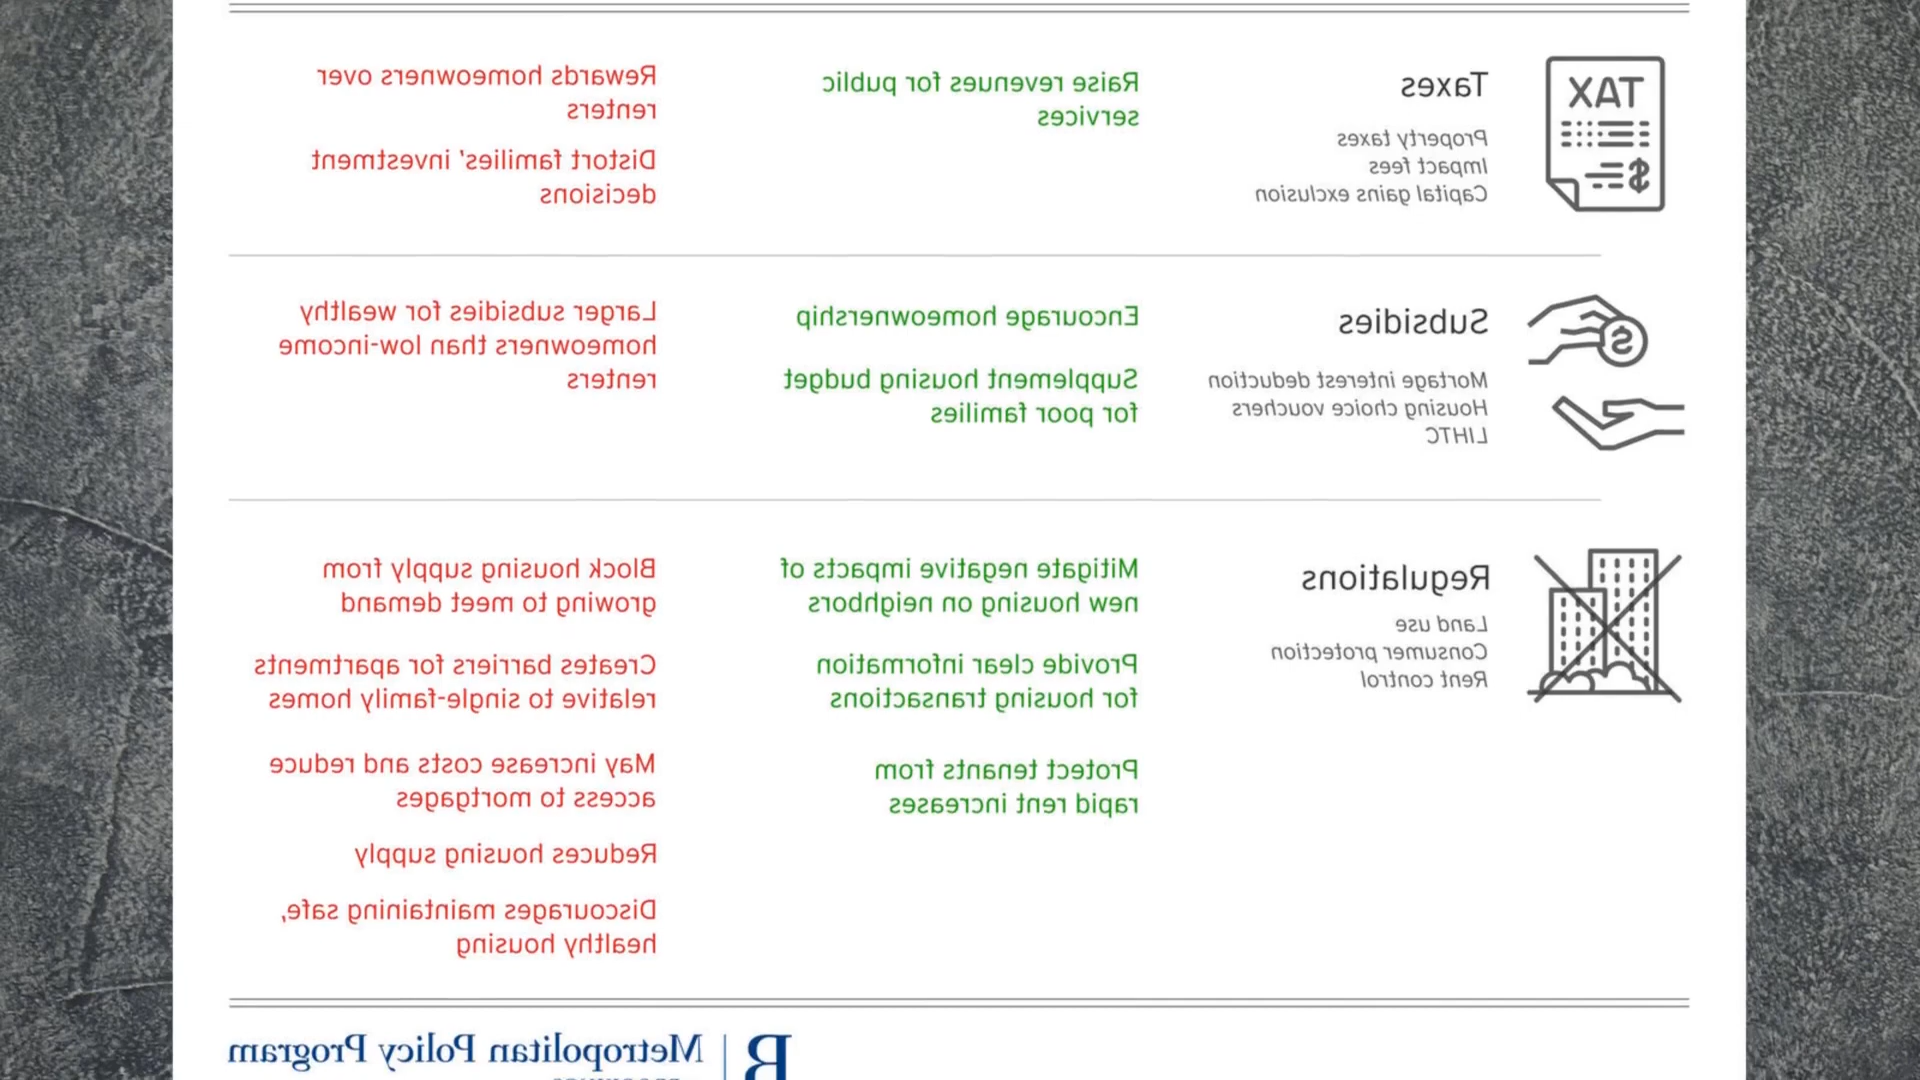 TAX
$
Taxes
Property taxes
Impact fees
Capital gains exclusion
Raise revenues for public
services
Rewards homeowners over
renters
Distort families' investment
decisions
$
Subsidies
Mortage interest deduction
Housing choice vouchers
LIHTC
Encourage homeownership
Supplement housing budget
for poor families
Larger subsidies for wealthy
homeowners than low-income
renters
Regulations
Land use
Consumer protection
Rent control
Mitigate negative impacts of
new housing on neighbors
Provide clear information
for housing transactions
Protect tenants from
rapid rent increases
Block housing supply from
growing to meet demand
Creates barriers for apartments
relative to single-family homes
May increase costs and reduce
access to mortgages
Reduces housing supply
Discourages maintaining safe,
healthy housing
B | Metropolitan Policy Program